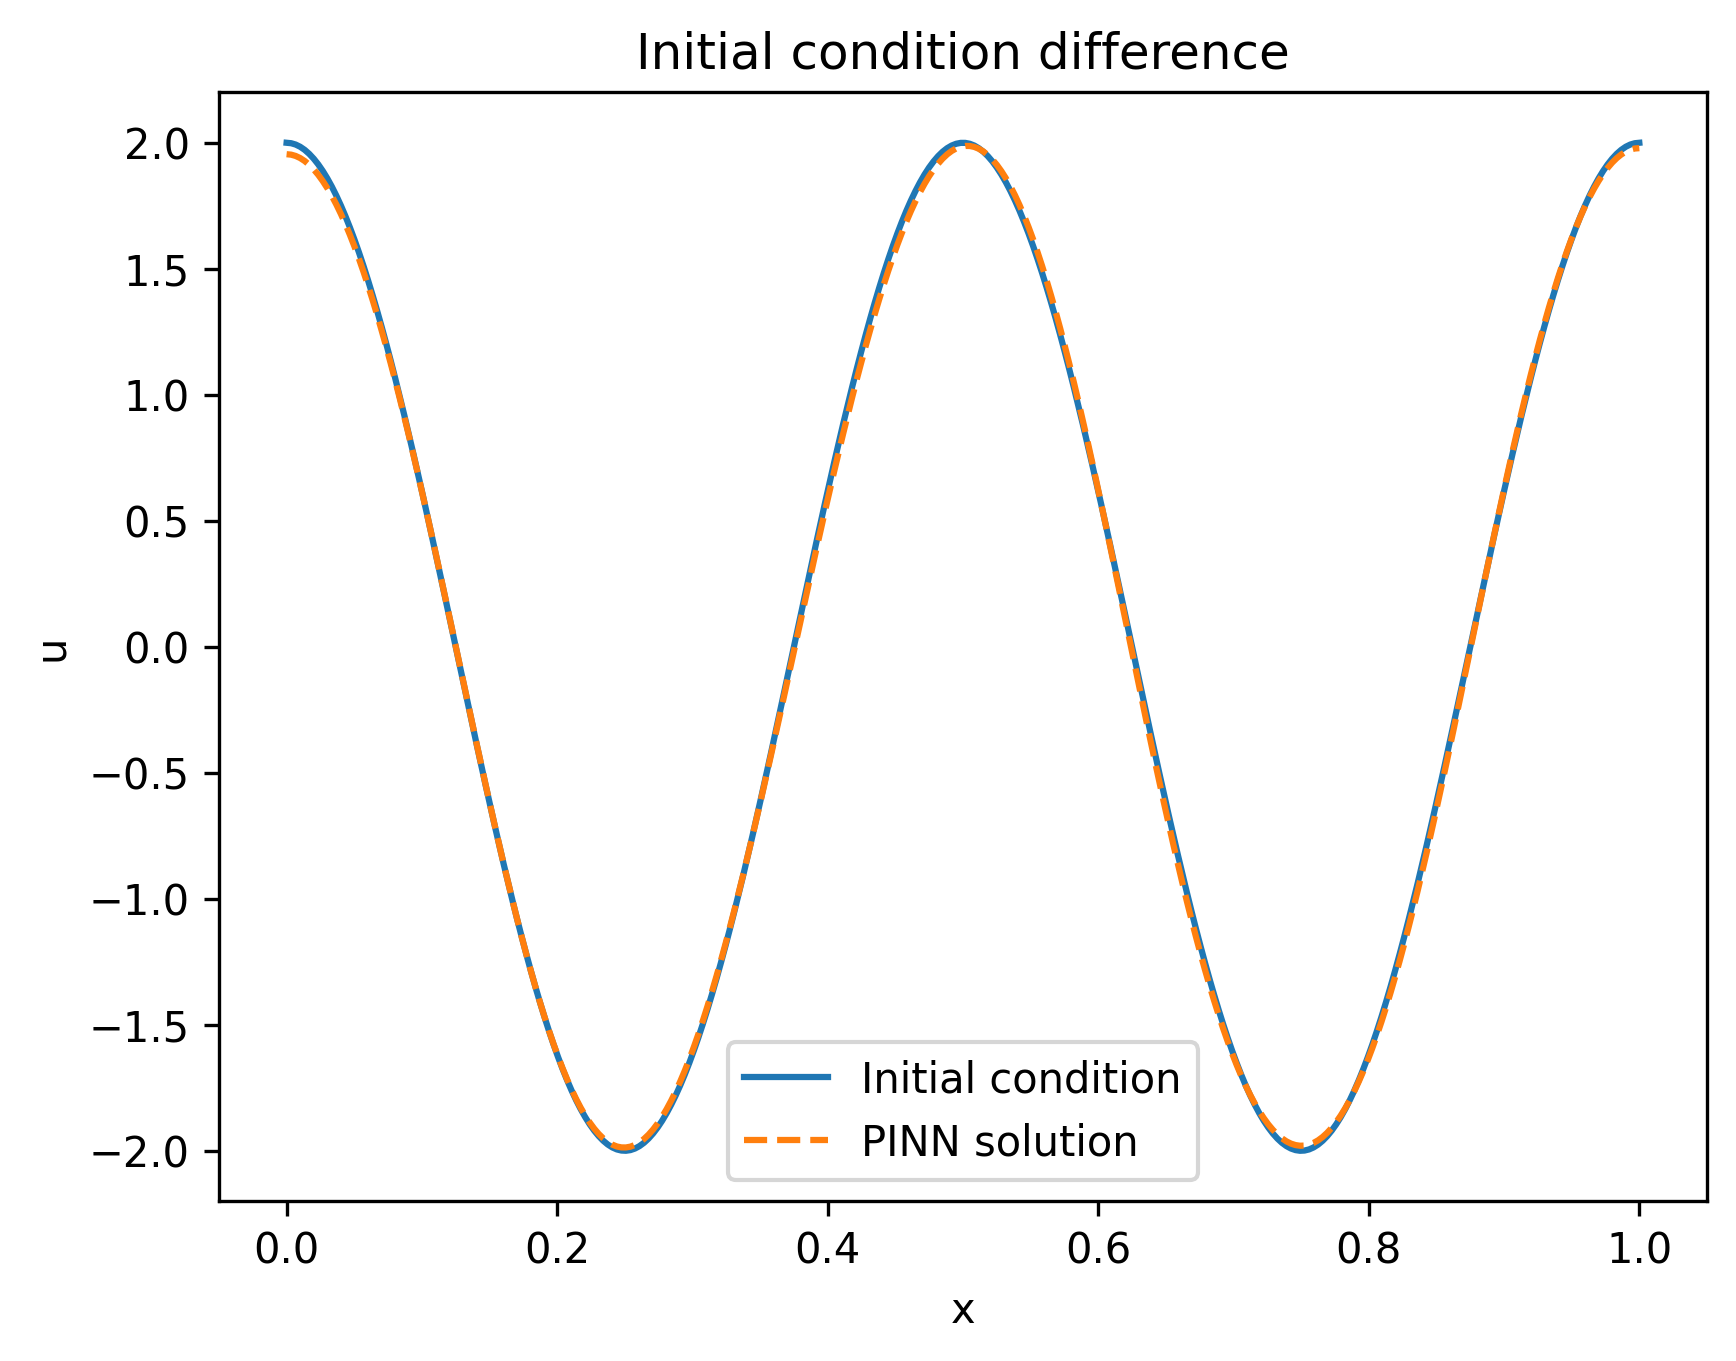 Initial condition difference
2.0
1.5
1.0
0.5
0.0
−0.5
−1.0
−1.5
−2.0
u
Initial condition
PINN solution
0.0 0.2 0.4 0.6 0.8 1.0
x